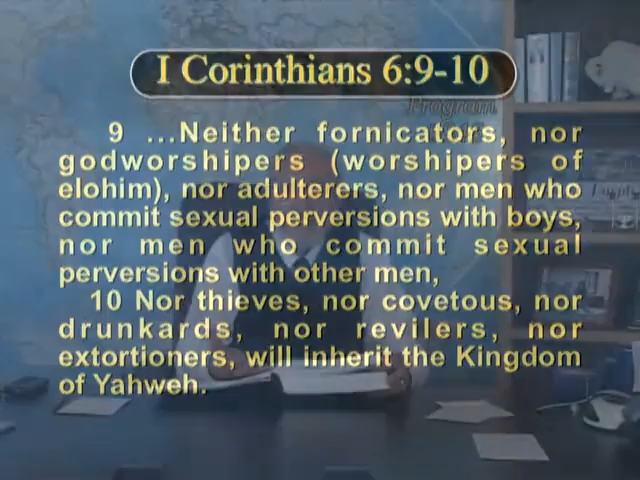 I Corinthians 6:9-10
Program
9 ...Neither fornicators, nor
godworshipers (worshipers of
elohim), nor adulterers, nor men who
commit sexual perversions with boys,
nor men who commit sexual
perversions with other men,
10 Nor thieves, nor covetous, nor
drunkards, nor revilers, nor
extortioners, will inherit the Kingdom
of Yahweh.